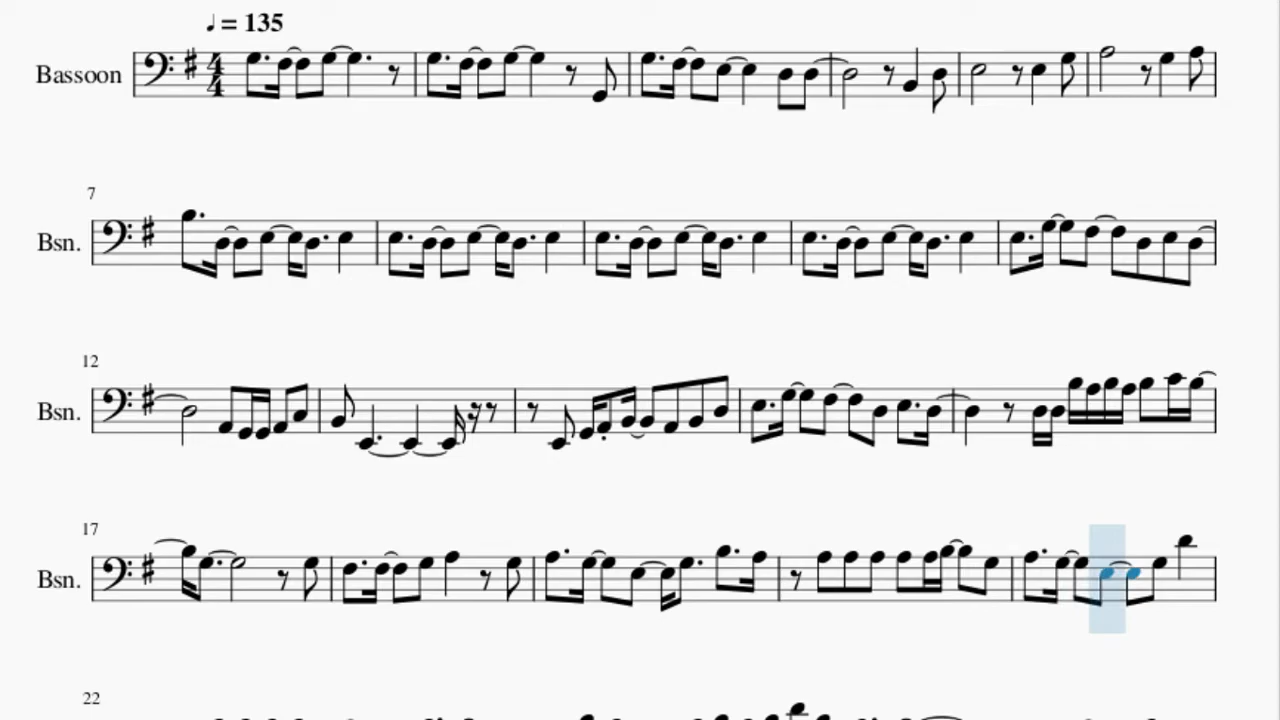 ♩ = 135
Bassoon
4
4
7
Bsn.
12
Bsn.
17
Bsn.
22